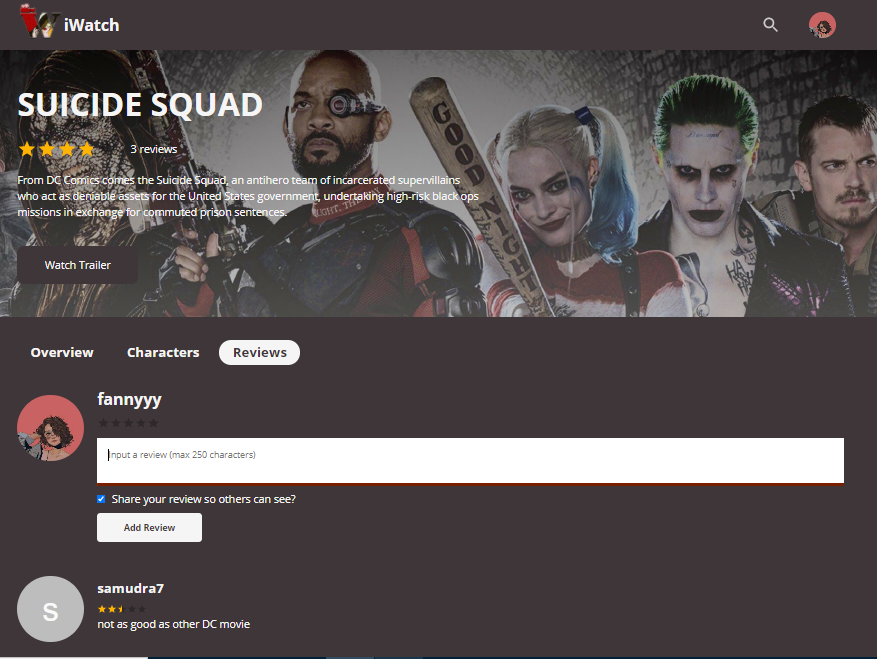 iWatch
SUICIDE SQUAD
3 reviews
From DC Comics comes the Suicide Squad, an antihero team of incarcerated supervillains
who act as deniable assets for the United States government, undertaking high-risk black ops
missions in exchange for commuted prison sentences.
GOOD NIGHT
Watch Trailer
Overview Characters Reviews
fannyyy
Input a review (max 250 characters)
Share your review so others can see?
Add Review
S
samudra7
not as good as other DC movie